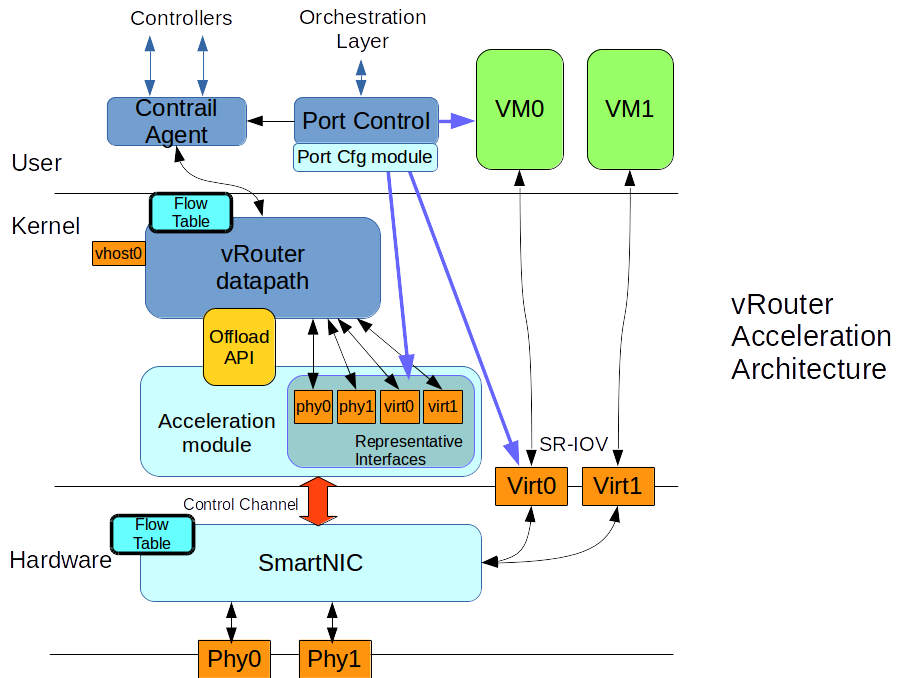 Controllers
Orchestration
Layer
Contrail
Agent
Port Control
Port Cfg module
VM0
VM1
User
Flow
Table
Kernel
vhost0
vRouter
datapath
Offload
API
vRouter
Acceleration
Architecture
Acceleration
module
phy0
phy1
virt0
virt1
Representative
Interfaces
SR-IOV
Virt0
Virt1
Control Channel
Flow
Table
Hardware
SmartNIC
Phy0
Phy1